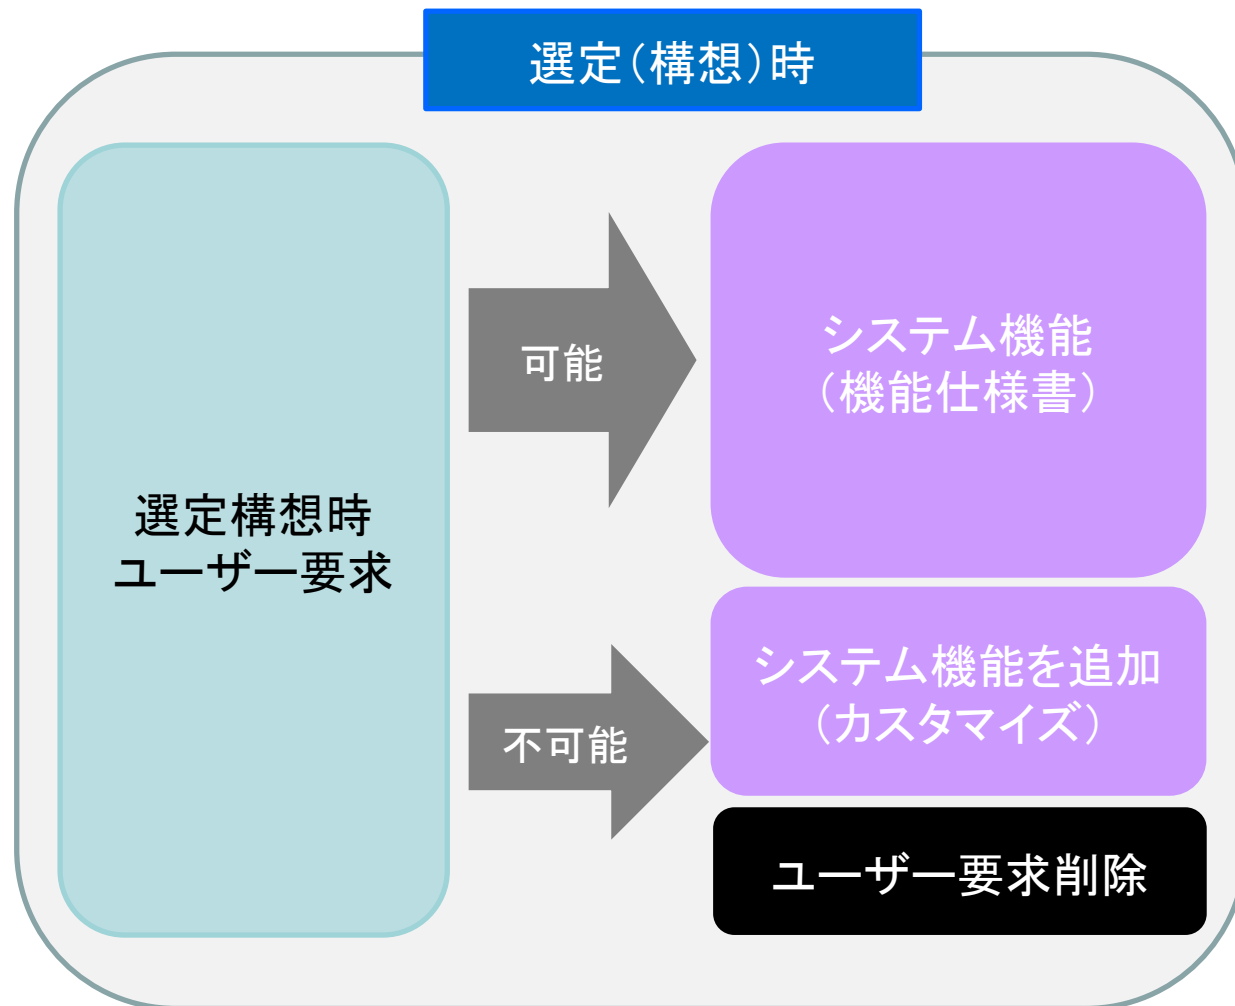 選定（構想）時
選定構想時
ユーザー要求
可能
システム機能
（機能仕様書）
不可能
システム機能を追加
（カスタマイズ）
ユーザー要求削除